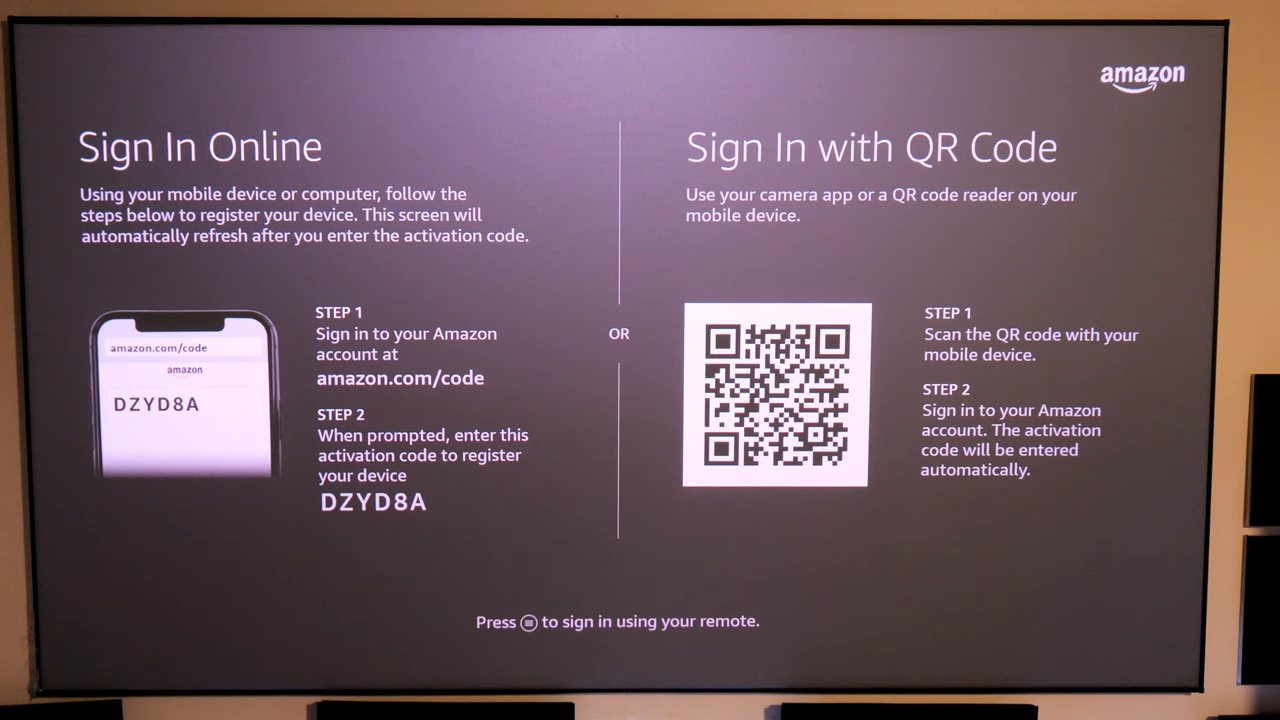 amazon
Sign In Online
Using your mobile device or computer, follow the
steps below to register your device. This screen will
automatically refresh after you enter the activation code.
amazon.com/code
amazon
DZYD8A
STEP 1
Sign in to your Amazon
account at
amazon.com/code
STEP 2
When prompted, enter this
activation code to register
your device
DZYD8A
OR
Sign In with QR Code
Use your camera app or a QR code reader on your
mobile device.
STEP 1
Scan the QR code with your
mobile device.
STEP 2
Sign in to your Amazon
account. The activation
code will be entered
automatically.
Press to sign in using your remote.